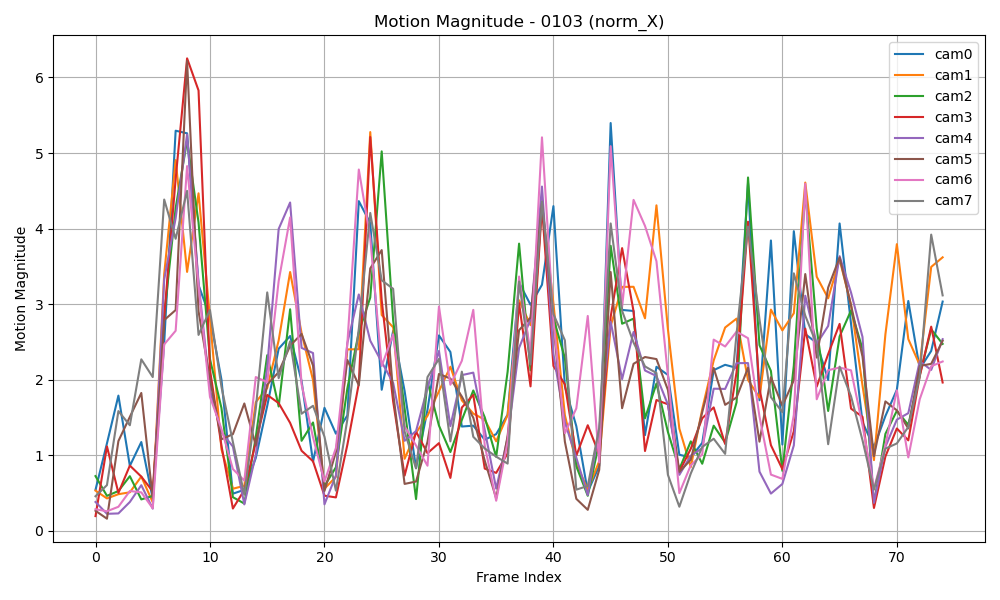 Motion Magnitude - 0103 (norm_X)
Motion Magnitude
6
5
4
3
2
1
0
0 10 20 30 40 50 60 70
Frame Index
cam0
cam1
cam2
cam3
cam4
cam5
cam6
cam7